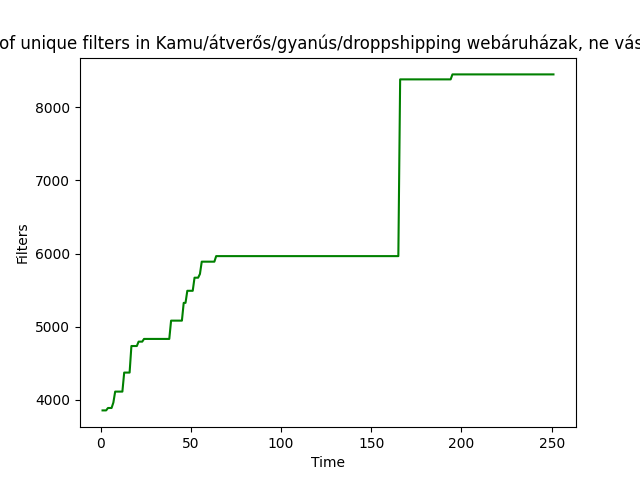 of unique filters in Kamu/átverős/gyanús/droppshipping webáruházak, ne vás
Filters
8000
7000
6000
5000
4000
0 50 100 150 200 250
Time